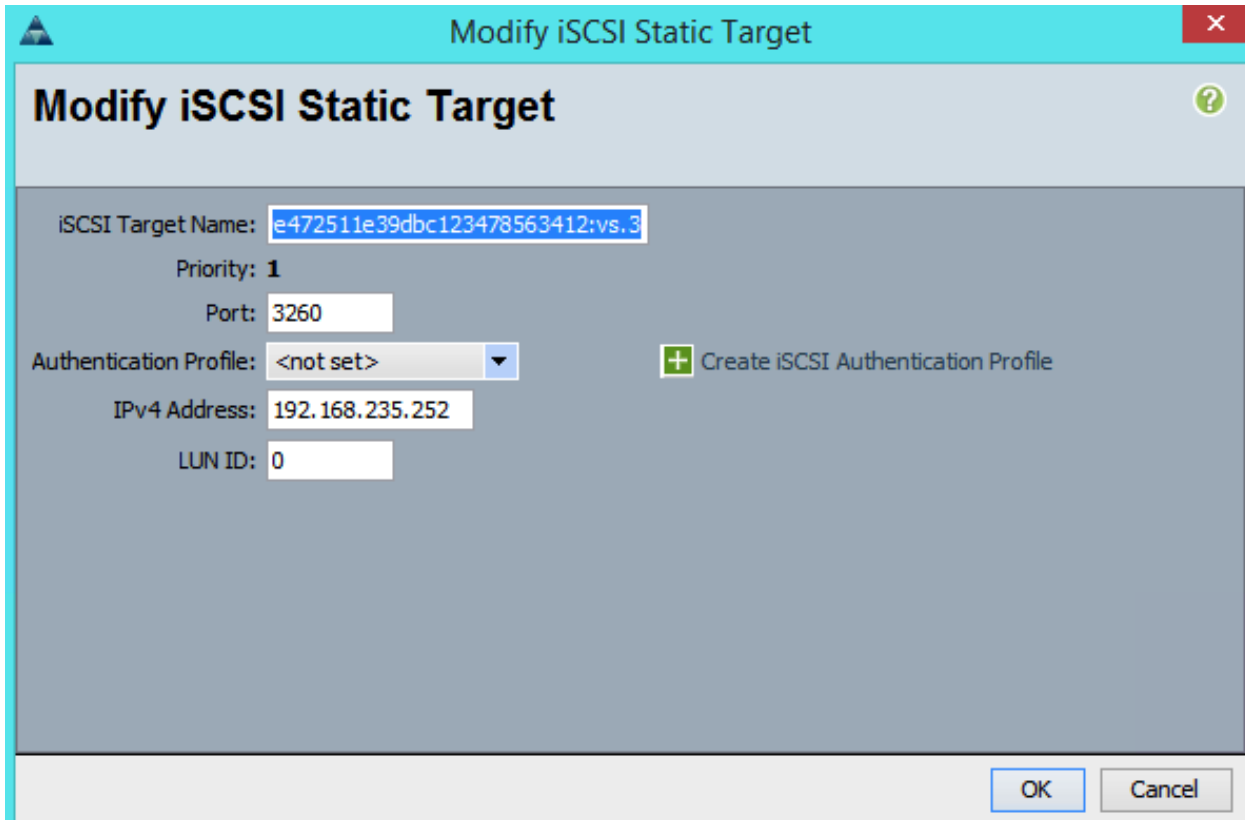 Modify iSCSI Static Target
Modify iSCSI Static Target
iSCSI Target Name: e472511e39dbc123478563412:vs.3
Priority: 1
Port: 3260
Authentication Profile: <not set> Create iSCSI Authentication Profile
IPv4 Address: 192.168.235.252
LUN ID: 0
OK Cancel